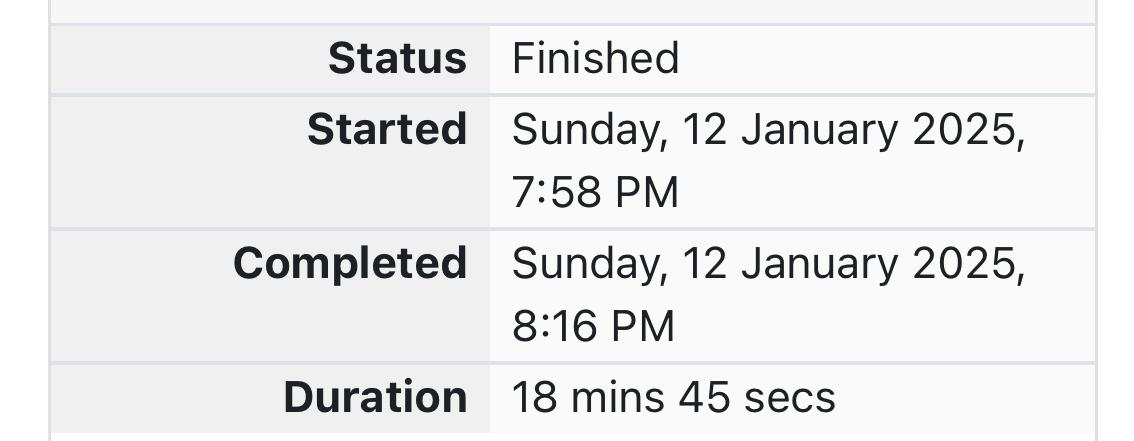 Status Finished
Started Sunday, 12 January 2025,
7:58 PM
Completed Sunday, 12 January 2025,
8:16 PM
Duration 18 mins 45 secs